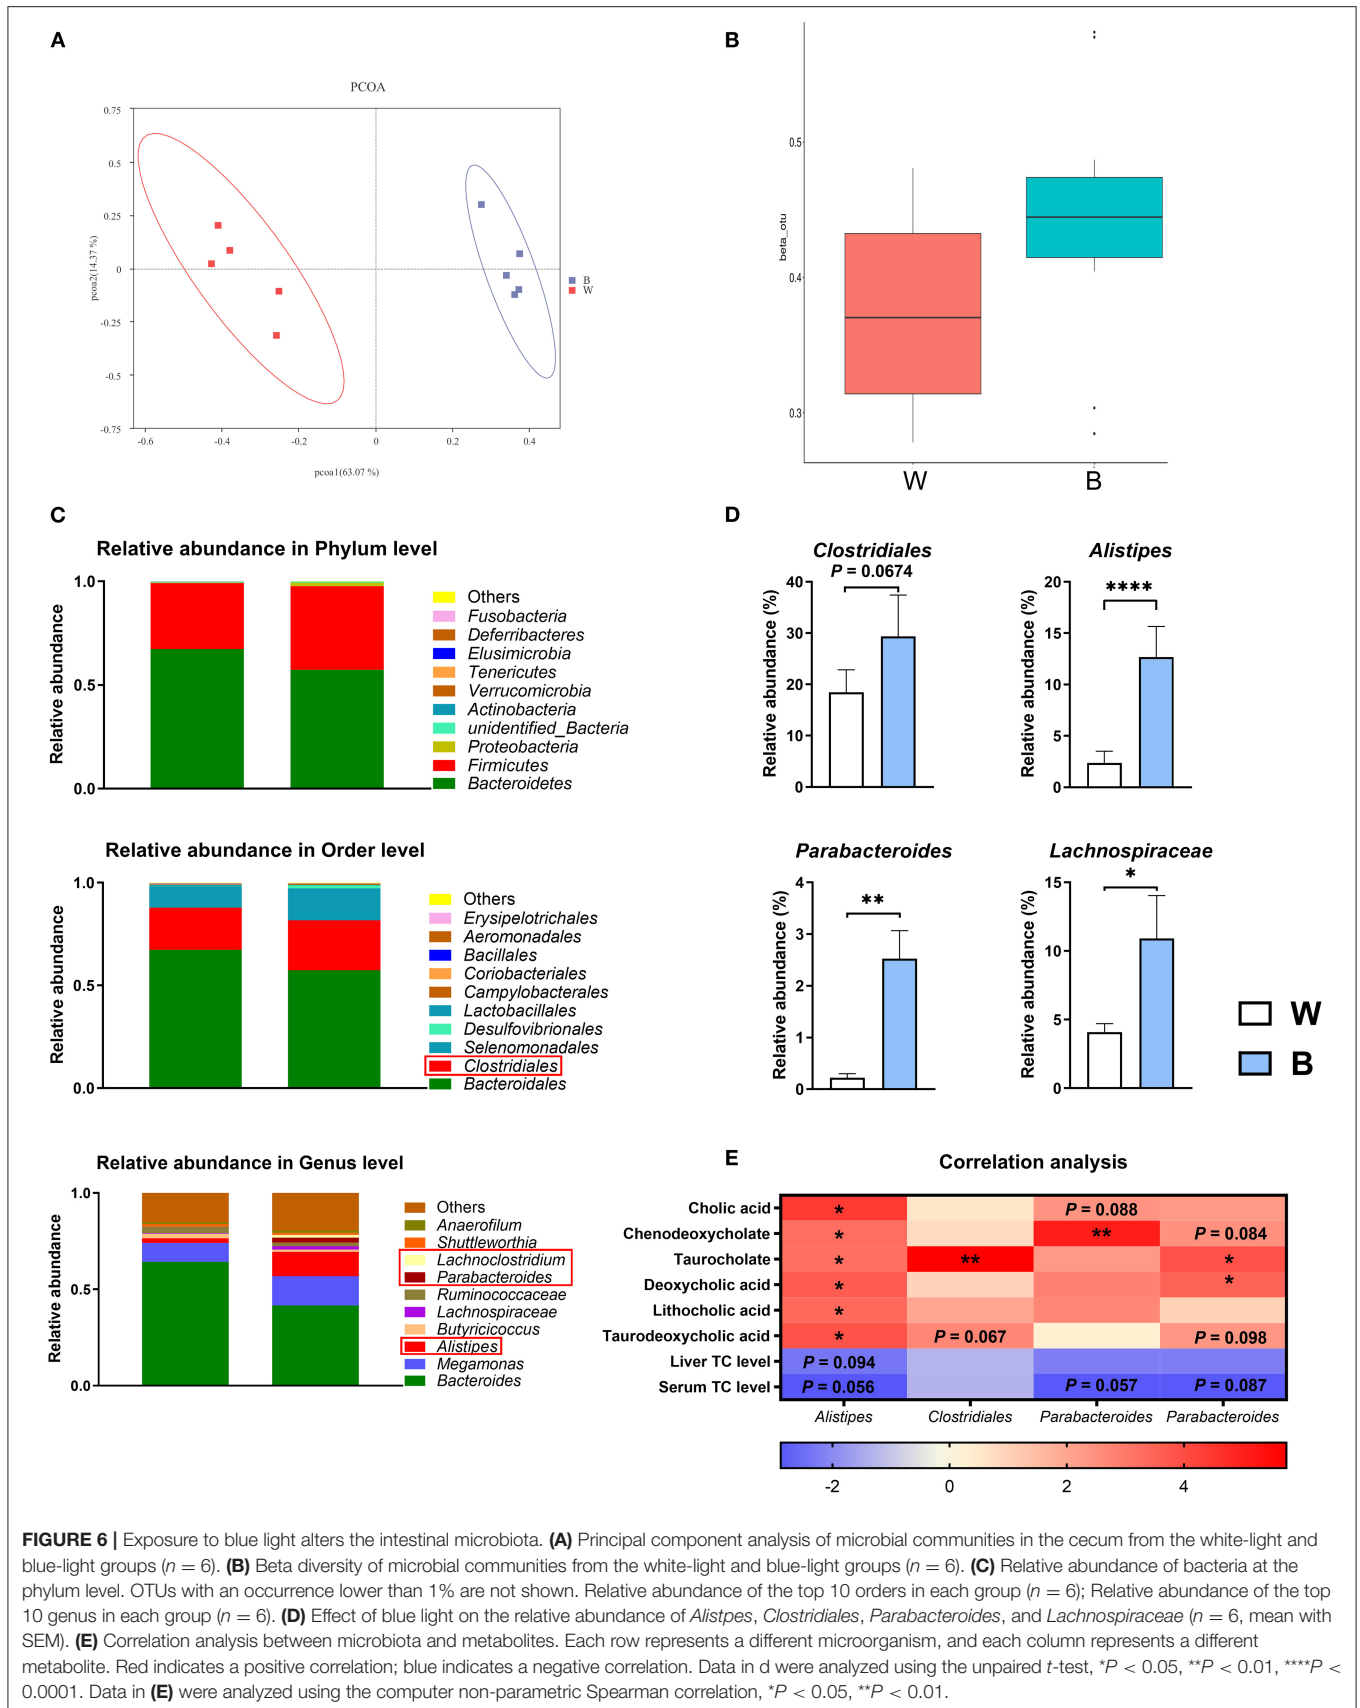 A
PCOA
0.75
0.5
0.25
0
-0.25
-0.5
-0.75
-0.6
-0.4
-0.2
0
0.2
0.4
pcoa2(14.37 %)
pcoa1(63.07 %)
B
W
B
0.5
0.4
0.3
beta_otu
W
B
C
Relative abundance in Phylum level
1.0
0.5
0.0
Relative abundance
Others
Fusobacteria
Deferribacteres
Elusimicrobia
Tenericutes
Verrucomicrobia
Actinobacteria
unidentified_Bacteria
Proteobacteria
Firmicutes
Bacteroidetes
Relative abundance in Order level
1.0
0.5
0.0
Relative abundance
Others
Erysipelotrichales
Aeromonadales
Bacillales
Coriobacteriales
Campylobacterales
Lactobacillales
Desulfovibrionales
Selenomonadales
Clostridiales
Bacteroidales
Relative abundance in Genus level
1.0
0.5
0.0
Relative abundance
Others
Anaerofilum
Shuttleworthia
Lachnoclostridium
Parabacteroides
Ruminococcaceae
Lachnospiraceae
Butyricicoccus
Alistipes
Megamonas
Bacteroides
D
Clostridiales
P = 0.0674
40
30
20
10
0
Relative abundance (%)
Alistipes
****
20
15
10
5
0
Relative abundance (%)
Parabacteroides
**
4
3
2
1
0
Relative abundance (%)
Lachnospiraceae
*
15
10
5
0
Relative abundance (%)
W
B
E
Correlation analysis
Cholic acid * P = 0.088
Chenodeoxycholate * ** P = 0.084
Taurocholate * ** *
Deoxycholic acid * *
Lithocholic acid *
Taurodeoxycholic acid * P = 0.067 P = 0.098
Liver TC level P = 0.094
Serum TC level P = 0.056 P = 0.057 P = 0.087
Alistipes Clostridiales Parabacteroides Parabacteroides
-2 0 2 4
FIGURE 6 | Exposure to blue light alters the intestinal microbiota. (A) Principal component analysis of microbial communities in the cecum from the white-light and
blue-light groups (n = 6). (B) Beta diversity of microbial communities from the white-light and blue-light groups (n = 6). (C) Relative abundance of bacteria at the
phylum level. OTUs with an occurrence lower than 1% are not shown. Relative abundance of the top 10 orders in each group (n = 6); Relative abundance of the top
10 genus in each group (n = 6). (D) Effect of blue light on the relative abundance of Alistpes, Clostridiales, Parabacteroides, and Lachnospiraceae (n = 6, mean with
SEM). (E) Correlation analysis between microbiota and metabolites. Each row represents a different microorganism, and each column represents a different
metabolite. Red indicates a positive correlation; blue indicates a negative correlation. Data in d were analyzed using the unpaired t-test, *P < 0.05, **P < 0.01, ****P <
0.0001. Data in (E) were analyzed using the computer non-parametric Spearman correlation, *P < 0.05, **P < 0.01.